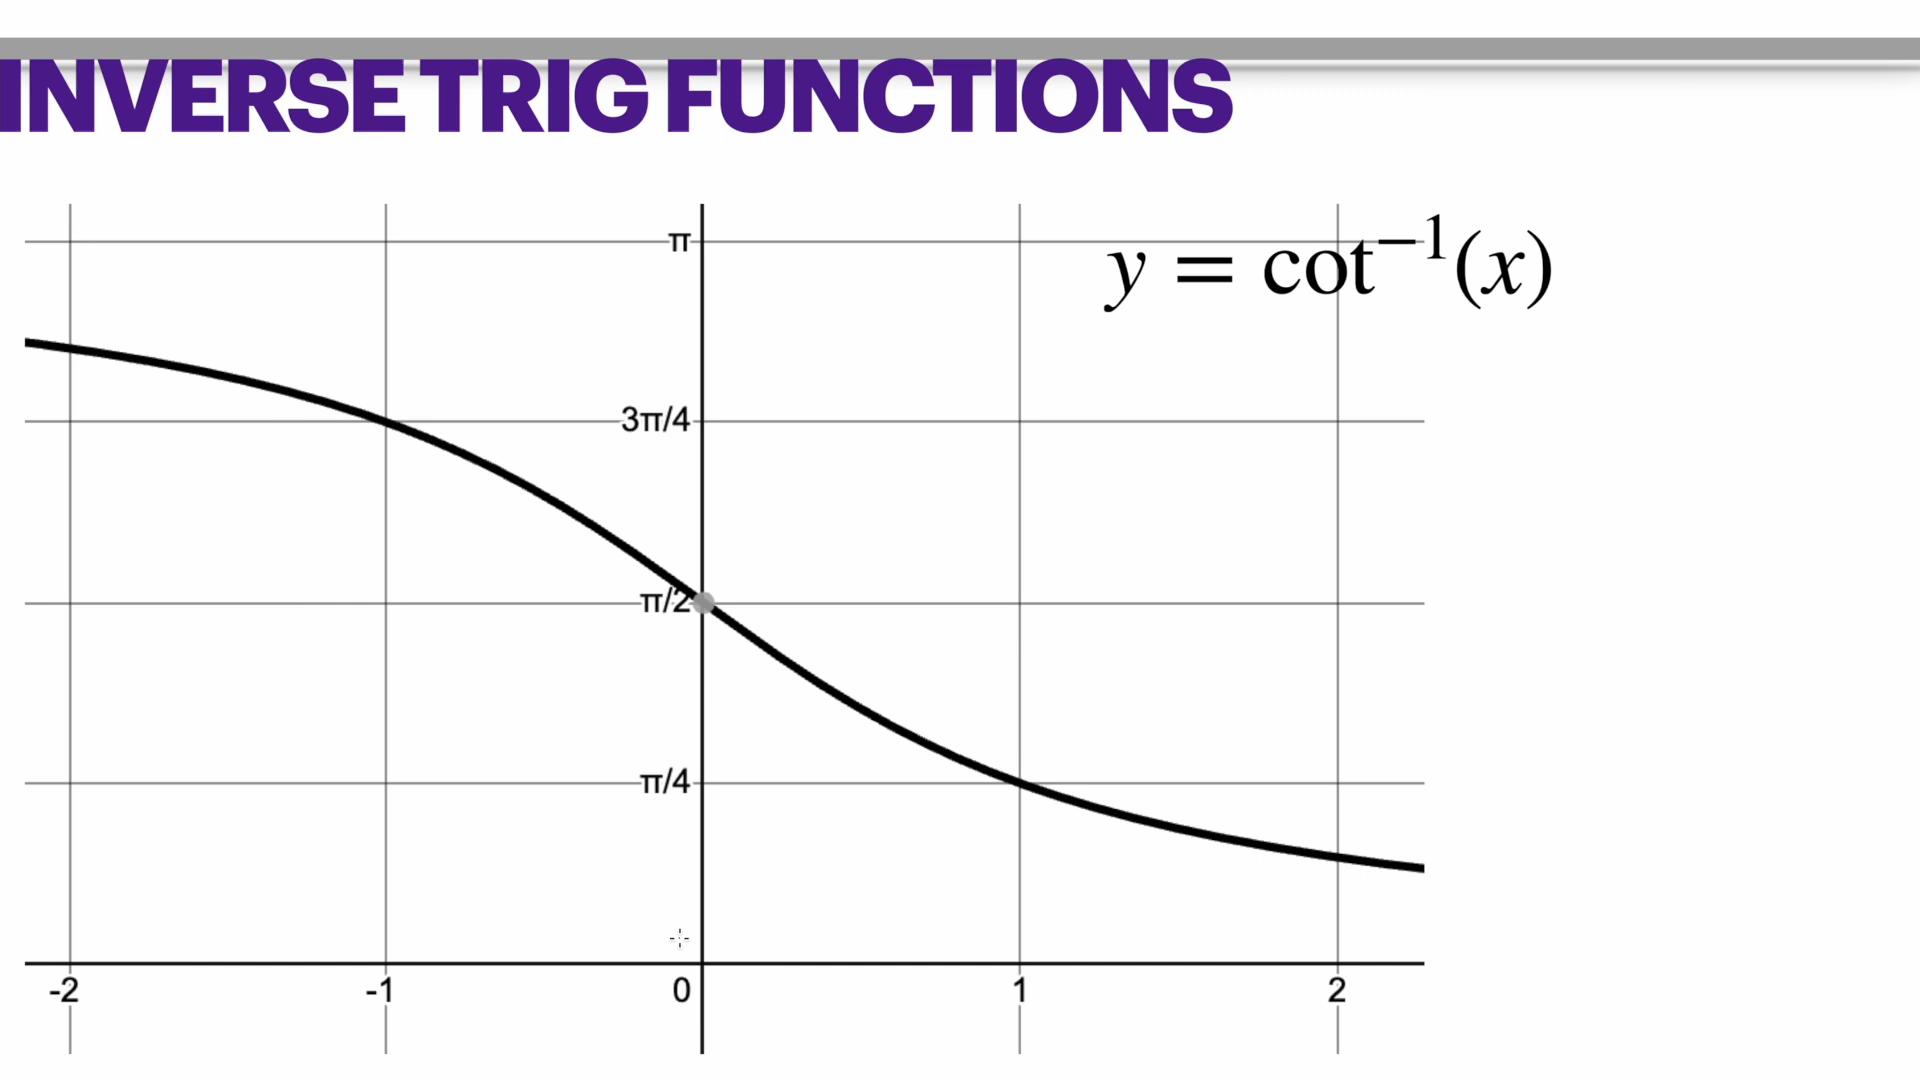 INVERSE TRIG FUNCTIONS
y = cot⁻¹(x)
π
3π/4
π/2
π/4
-2 -1 0 1 2